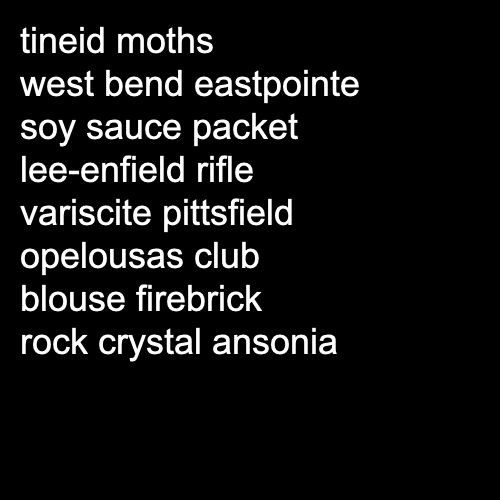 tineid moths
west bend eastpointe
soy sauce packet
lee-enfield rifle
variscite pittsfield
opelousas club
blouse firebrick
rock crystal ansonia